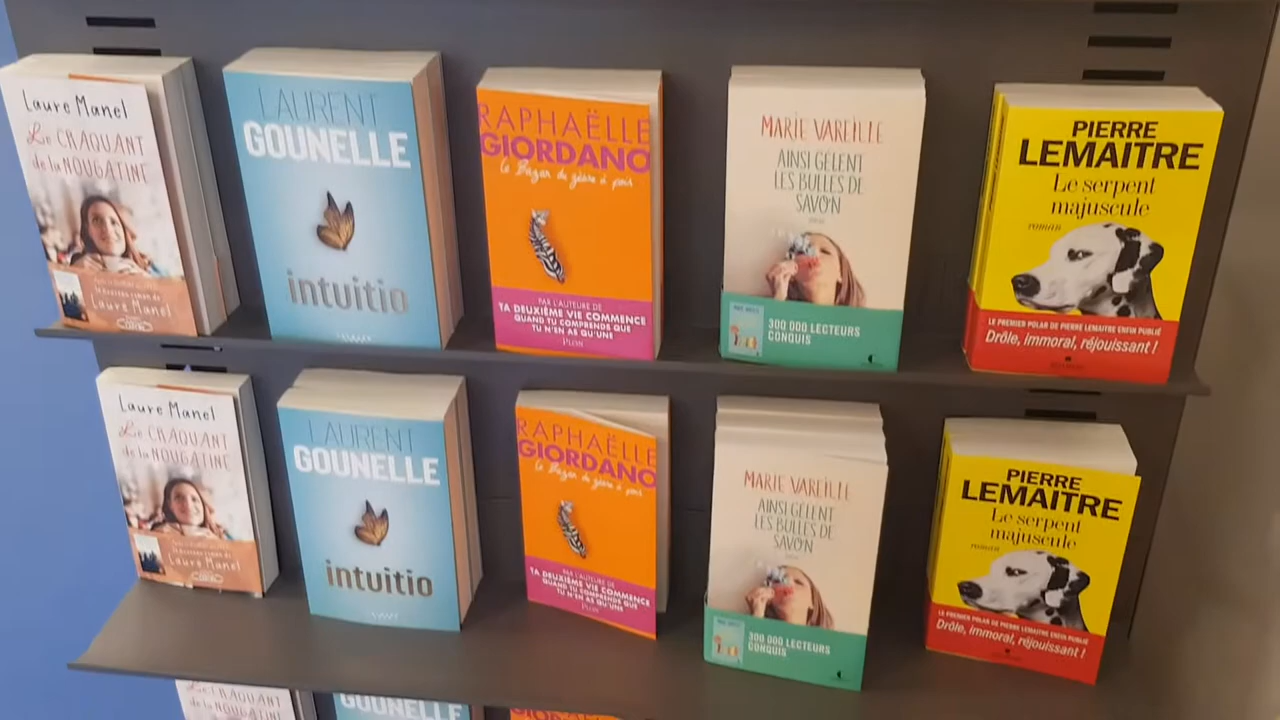 Laure Manel
Le CRAQUANT
de la NOUGATINE
Laure Manel
LAURENT
GOUNELLE
intuitio
RAPHAËLLE
GIORDANO
Le Bazar du zèbre à pois
PAR L'AUTEURE DE
TA DEUXIÈME VIE COMMENCE
QUAND TU COMPRENDS QUE
TU N'EN AS QU'UNE
PLON
MARIE VAREILLE
AINSI GÈLENT
LES BULLES DE
SAVON
300 000 LECTEURS
CONQUIS
PIERRE
LEMAITRE
Le serpent
majuscule
roman
LE PREMIER POLAR DE PIERRE LEMAITRE ENFIN PUBLIÉ
Drôle, immoral, réjouissant !
Laure Manel
Le CRAQUANT
de la NOUGATINE
Laure Manel
LAURENT
GOUNELLE
intuitio
RAPHAËLLE
GIORDANO
Le Bazar du zèbre à pois
PAR L'AUTEURE DE
TA DEUXIÈME VIE COMMENCE
QUAND TU COMPRENDS QUE
TU N'EN AS QU'UNE
PLON
MARIE VAREILLE
AINSI GÈLENT
LES BULLES DE
SAVON
300 000 LECTEURS
CONQUIS
PIERRE
LEMAITRE
Le serpent
majuscule
roman
LE PREMIER POLAR DE PIERRE LEMAITRE ENFIN PUBLIÉ
Drôle, immoral, réjouissant !
Le CRAQUANT
de la NOUGATINE
GOUNELLE